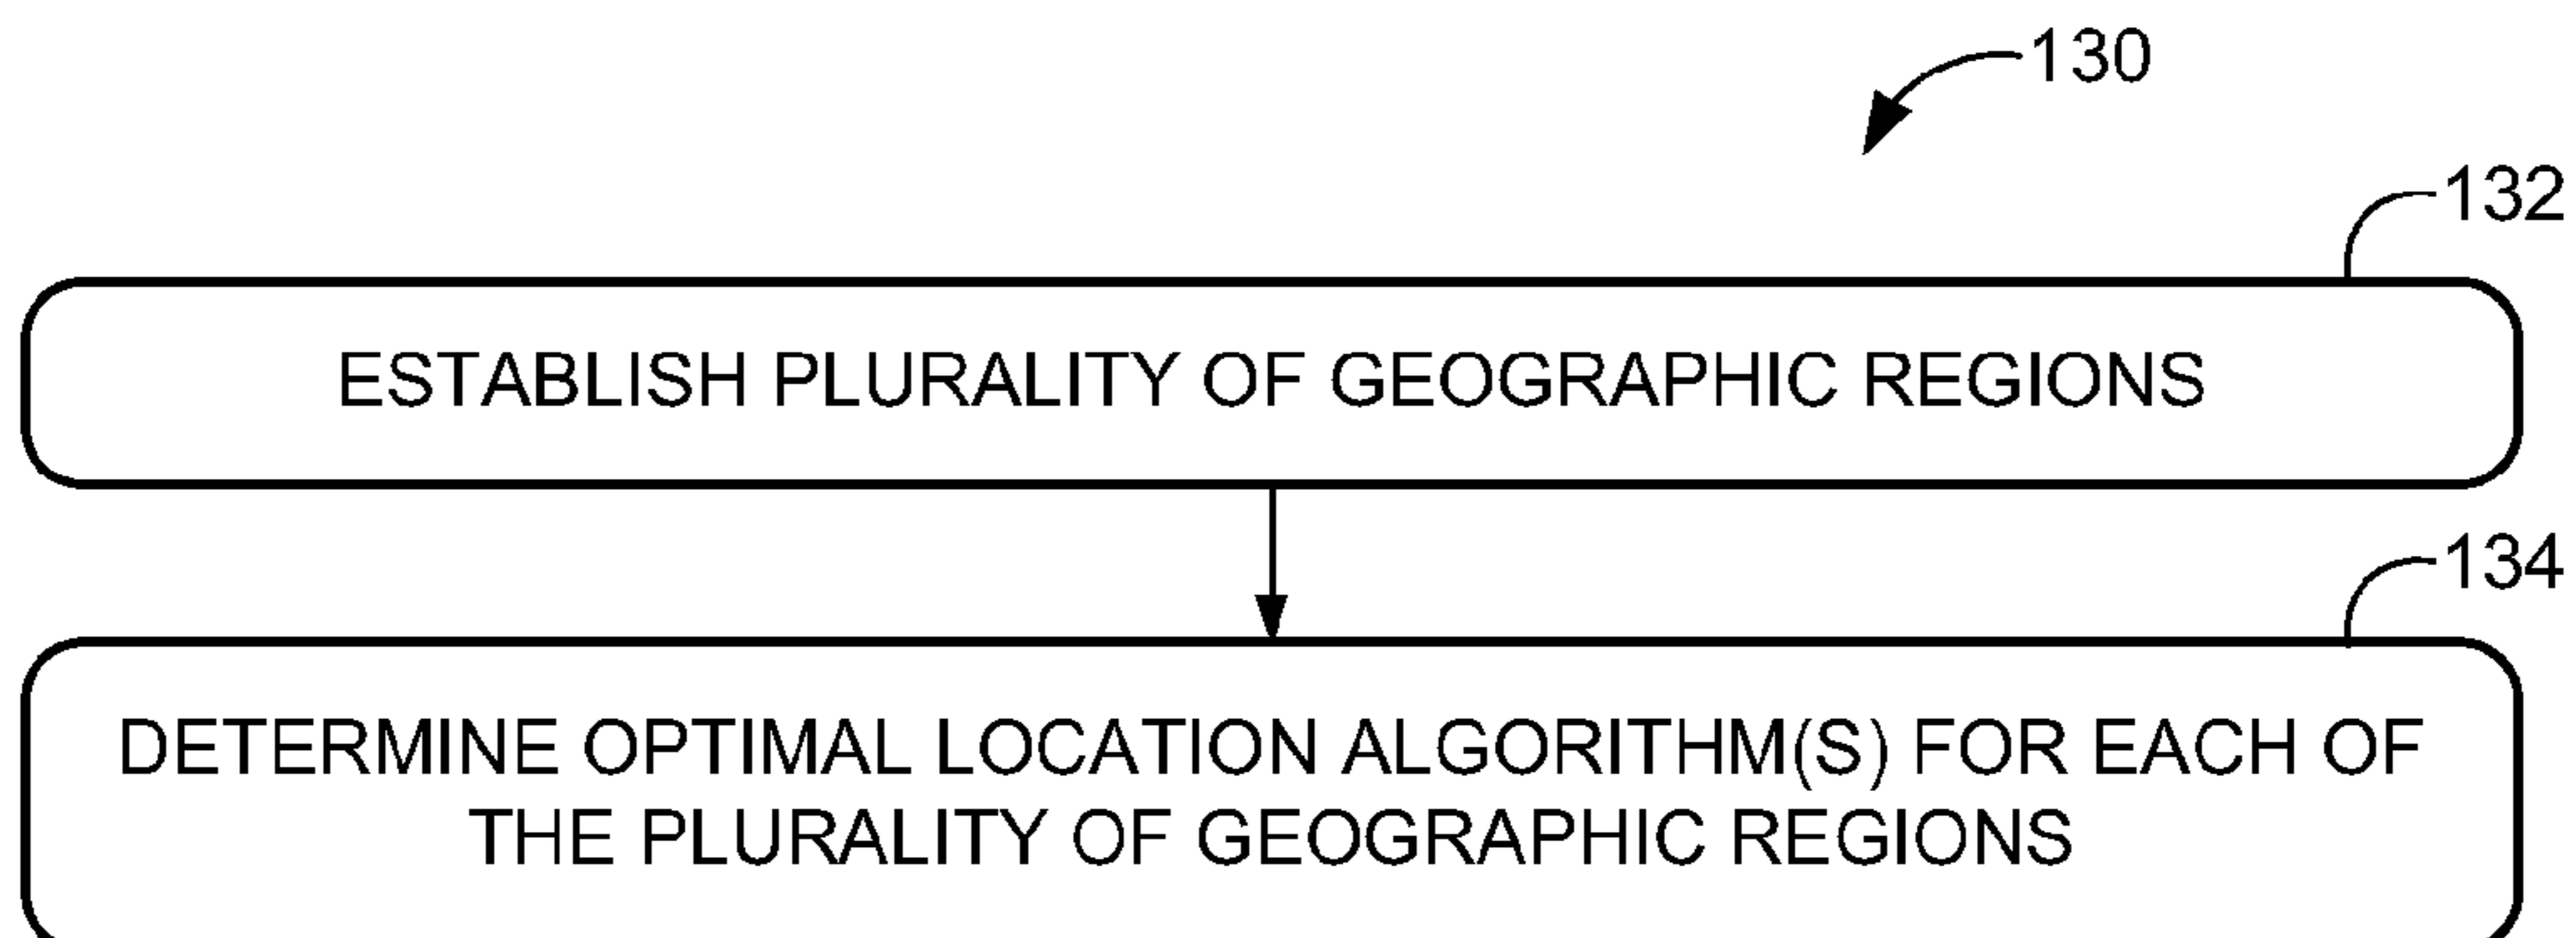 130
132
ESTABLISH PLURALITY OF GEOGRAPHIC REGIONS
134
DETERMINE OPTIMAL LOCATION ALGORITHM(S) FOR EACH OF
THE PLURALITY OF GEOGRAPHIC REGIONS